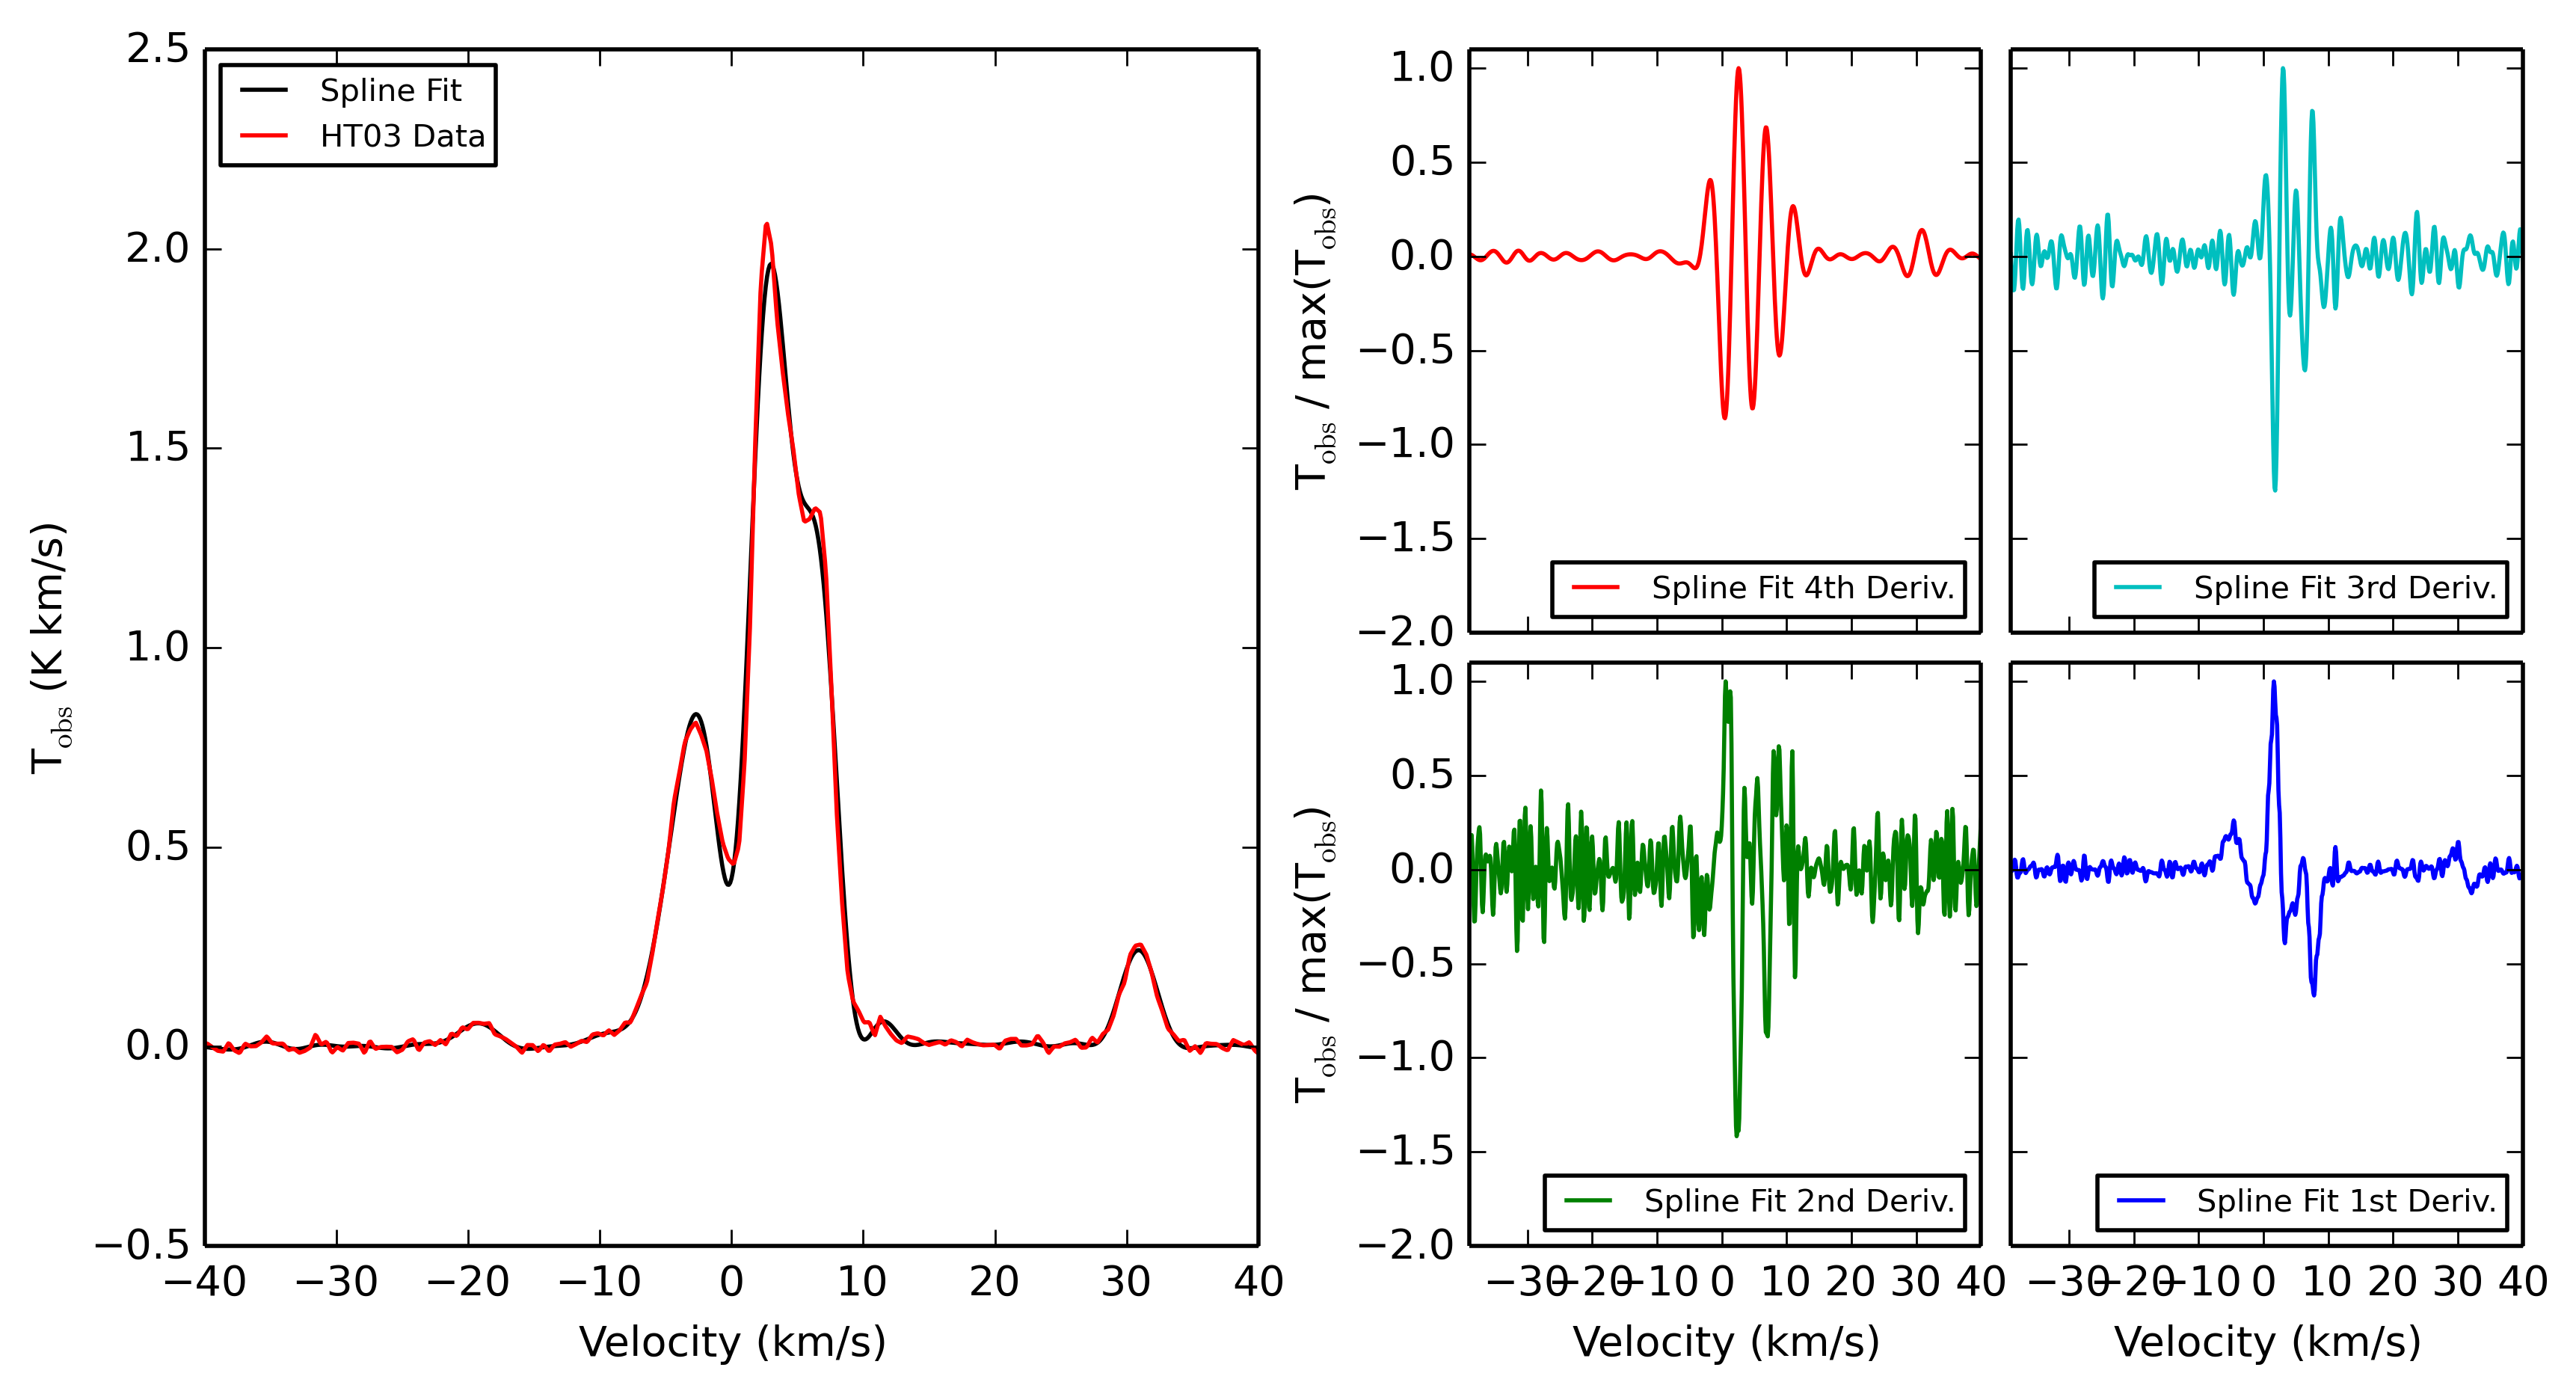 2.5
2.0
1.5
1.0
0.5
0.0
−0.5
T_obs (K km/s)
Spline Fit
HT03 Data
−40 −30 −20 −10 0 10 20 30 40
Velocity (km/s)
1.0
0.5
0.0
−0.5
−1.0
−1.5
−2.0
T_obs / max(T_obs)
Spline Fit 4th Deriv.
Spline Fit 3rd Deriv.
1.0
0.5
0.0
−0.5
−1.0
−1.5
−2.0
T_obs / max(T_obs)
Spline Fit 2nd Deriv.
Spline Fit 1st Deriv.
−30 −20 −10 0 10 20 30 40
Velocity (km/s)
−30 −20 −10 0 10 20 30 40
Velocity (km/s)